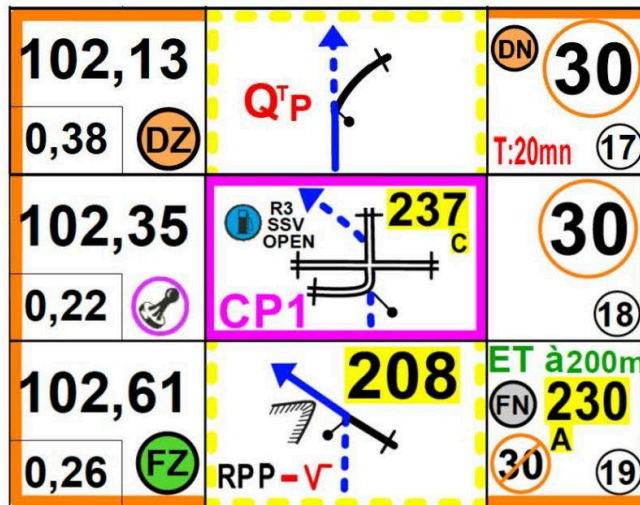 102,13
0,38
DZ
QTP
DN
30
T:20mn
17
102,35
0,22
R3
SSV
OPEN
237
C
CP1
30
18
102,61
0,26
FZ
208
RPP-√
ET à200m
FN
230
A
30
19